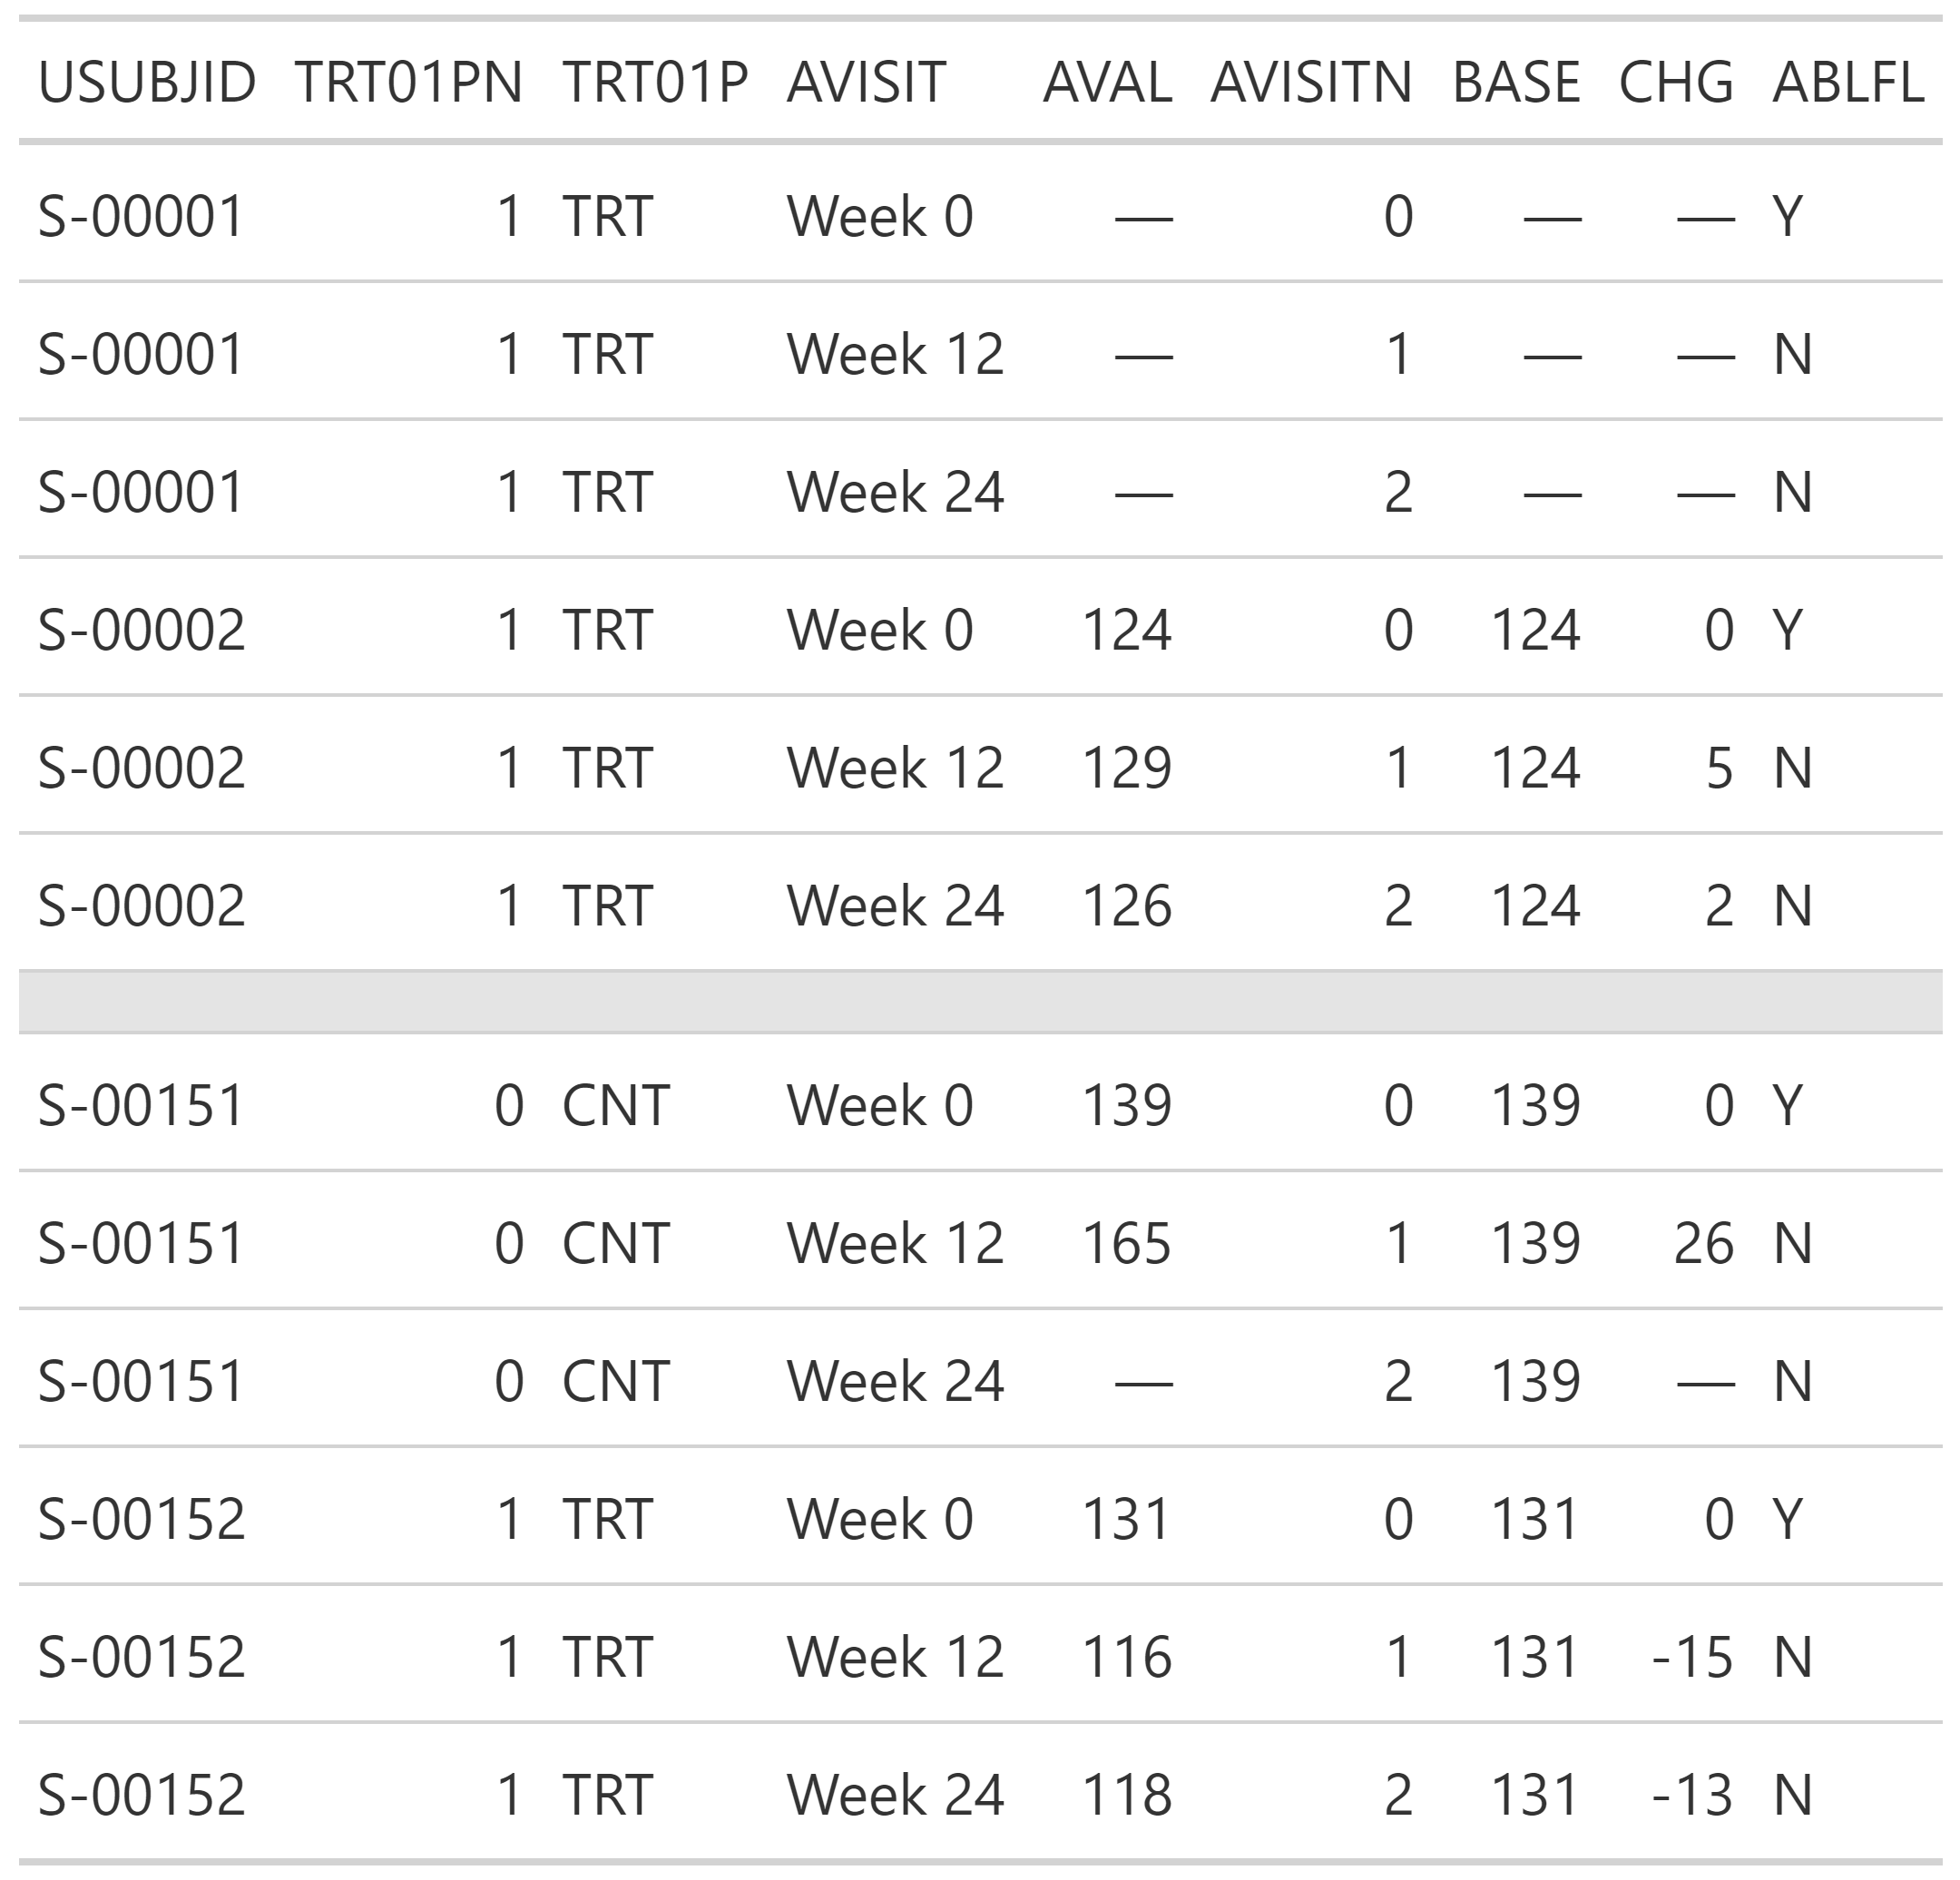 USUBJID TRT01PN TRT01P AVISIT AVAL AVISITN BASE CHG ABLFL
S-00001 1 TRT Week 0 — 0 — — Y
S-00001 1 TRT Week 12 — 1 — — N
S-00001 1 TRT Week 24 — 2 — — N
S-00002 1 TRT Week 0 124 0 124 0 Y
S-00002 1 TRT Week 12 129 1 124 5 N
S-00002 1 TRT Week 24 126 2 124 2 N
S-00151 0 CNT Week 0 139 0 139 0 Y
S-00151 0 CNT Week 12 165 1 139 26 N
S-00151 0 CNT Week 24 — 2 139 — N
S-00152 1 TRT Week 0 131 0 131 0 Y
S-00152 1 TRT Week 12 116 1 131 -15 N
S-00152 1 TRT Week 24 118 2 131 -13 N